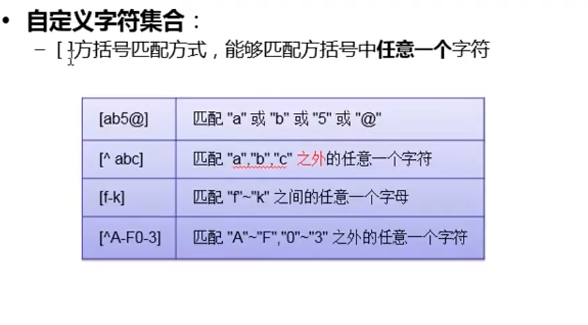 • 自定义字符集合：
– [ ]方括号匹配方式，能够匹配方括号中任意一个字符
[ab5@] 匹配 "a" 或 "b" 或 "5" 或 "@"
[^ abc] 匹配 "a","b","c" 之外的任意一个字符
[f-k] 匹配 "f"~"k" 之间的任意一个字母
[^A-F0-3] 匹配 "A"~"F","0"~"3" 之外的任意一个字符